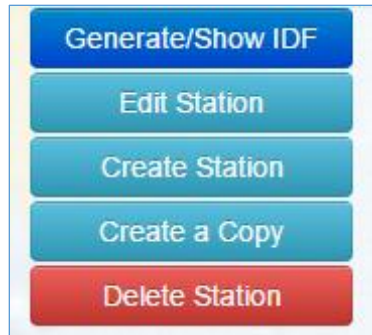 Generate/Show IDF
Edit Station
Create Station
Create a Copy
Delete Station